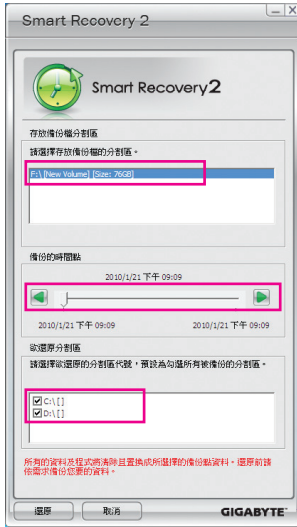 Smart Recovery 2
Smart Recovery2
存放備份檔分割區
請選擇存放備份檔的分割區。
F:\ [New Volume] [Size: 76GB]
備份的時間點
2010/1/21 下午 09:09
2010/1/21 下午 09:09 2010/1/21 下午 09:09
欲還原分割區
請選擇欲還原的分割區代號，預設為勾選所有被備份的分割區。
C:\ [ ]
D:\ [ ]
所有的資料及程式將清除且置換成所選擇的備份點資料。還原前請
依需求備份您要的資料。
還原 取消 GIGABYTE